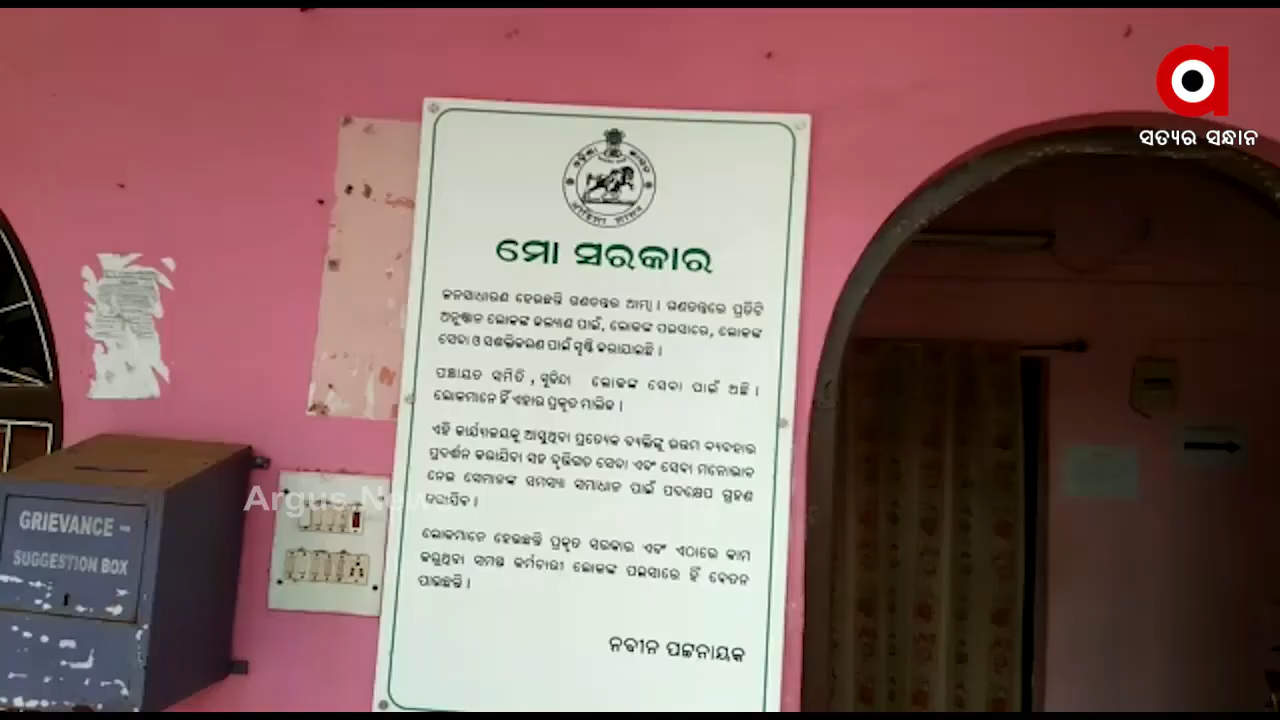 ସତ୍ୟର ସନ୍ଧାନ
ଓଡ଼ିଶା ଶାସନ
ମୋ ସରକାର
ଜନସାଧାରଣ ହେଉଛନ୍ତି ଗଣତନ୍ତ୍ରର ଆତ୍ମା । ଗଣତନ୍ତ୍ରରେ ପ୍ରତିଟି
ଅନୁଷ୍ଠାନ ଲୋକଙ୍କ କଲ୍ୟାଣ ପାଇଁ, ଲୋକଙ୍କ ପଇସାରେ, ଲୋକଙ୍କ
ସେବା ଓ ସଶକ୍ତିକରଣ ପାଇଁ ସୃଷ୍ଟି କରାଯାଇଛି ।
ପଞ୍ଚାୟତ ସମିତି , ସୁକିନ୍ଦା ଲୋକଙ୍କ ସେବା ପାଇଁ ଅଛି ।
ଲୋକମାନେ ହିଁ ଏହାର ପ୍ରକୃତ ମାଲିକ ।
ଏହି କାର୍ଯ୍ୟାଳୟକୁ ଆସୁଥିବା ପ୍ରତ୍ୟେକ ବ୍ୟକ୍ତିଙ୍କୁ ଉତ୍ତମ ବ୍ୟବହାର
ପ୍ରଦର୍ଶନ କରାଯିବା ସହ ବୃତ୍ତିଗତ ସେବା ଏବଂ ସେବା ମନୋଭାବ
ନେଇ ସେମାନଙ୍କ ସମସ୍ୟା ସମାଧାନ ପାଇଁ ପଦକ୍ଷେପ ଗ୍ରହଣ
କରାଯିବ ।
ଲୋକମାନେ ହେଉଛନ୍ତି ପ୍ରକୃତ ସରକାର ଏବଂ ଏଠାରେ କାମ
କରୁଥିବା ସମସ୍ତ କର୍ମଚାରୀ ଲୋକଙ୍କ ପଇସାରେ ହିଁ ବେତନ
ପାଉଛନ୍ତି ।
ନବୀନ ପଟ୍ଟନାୟକ
GRIEVANCE -
SUGGESTION BOX
Argus News